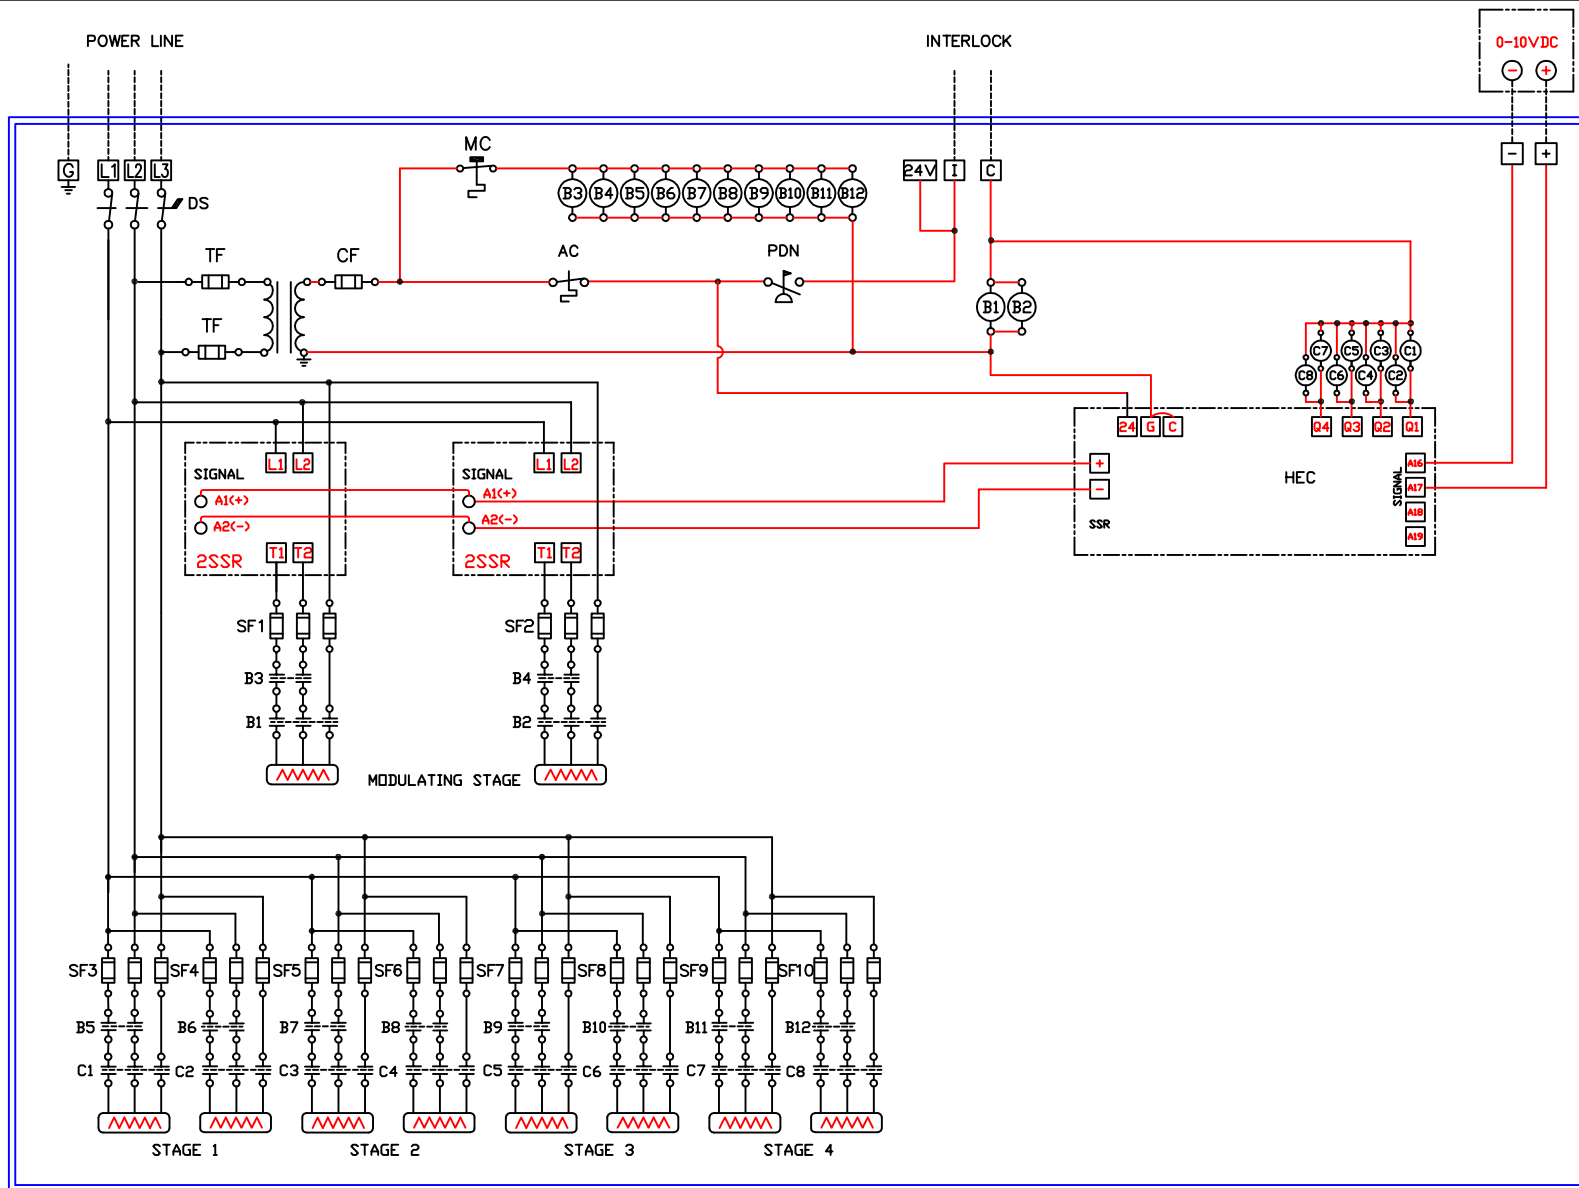 POWER LINE
INTERLOCK
0-10VDC
- +
G L1 L2 L3
MC
24V I C
- +
DS
B3 B4 B5 B6 B7 B8 B9 B10 B11 B12
TF CF AC PDN
B1 B2
TF
C7 C5 C3 C1
C8 C6 C4 C2
24 G C Q4 Q3 Q2 Q1
L1 L2 L1 L2
SIGNAL SIGNAL
+ HEC A16
A1(+) A1(+)
- SIGNAL A17
A2(-) A2(-)
SSR A18
A19
T1 T2 T1 T2
2SSR 2SSR
SF1 SF2
B3 B4
B1 B2
MODULATING STAGE
SF3 SF4 SF5 SF6 SF7 SF8 SF9 SF10
B5 B6 B7 B8 B9 B10 B11 B12
C1 C2 C3 C4 C5 C6 C7 C8
STAGE 1 STAGE 2 STAGE 3 STAGE 4